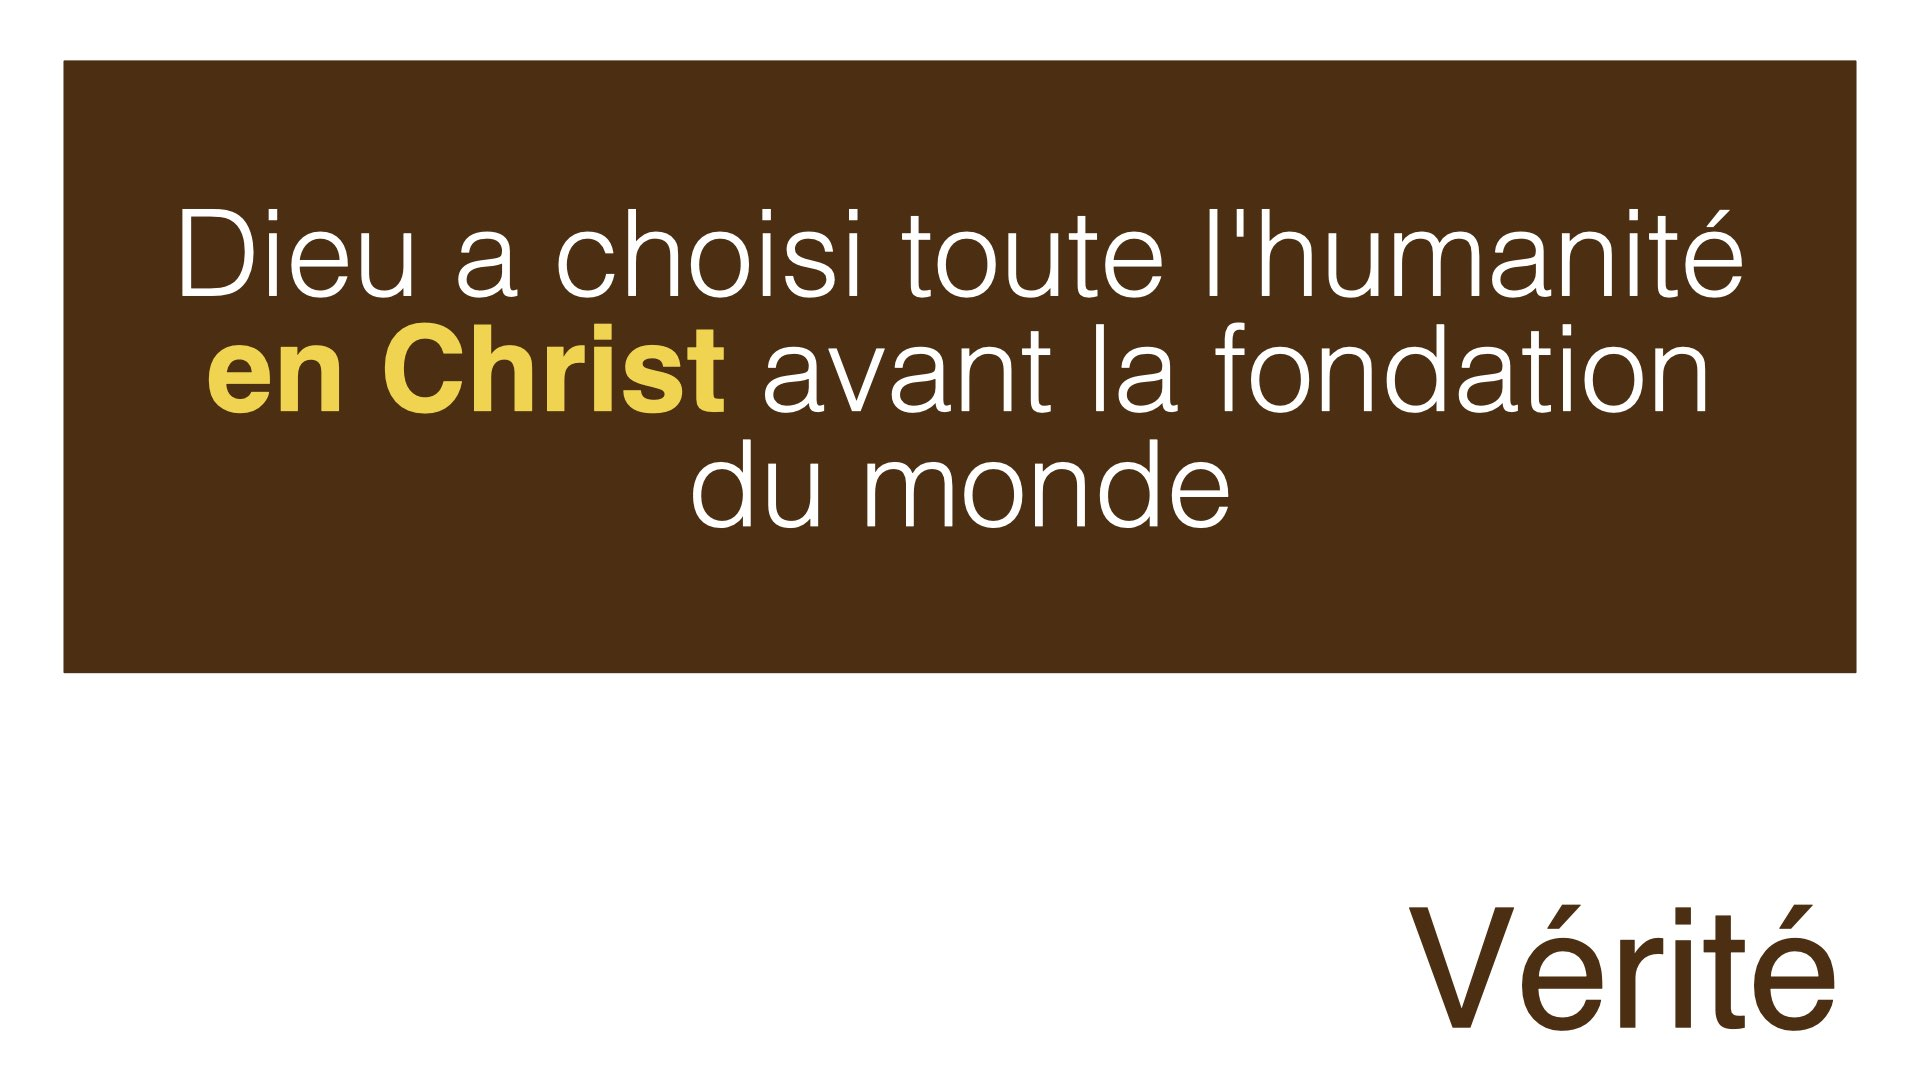 Dieu a choisi toute l'humanité
en Christ avant la fondation
du monde
Vérité